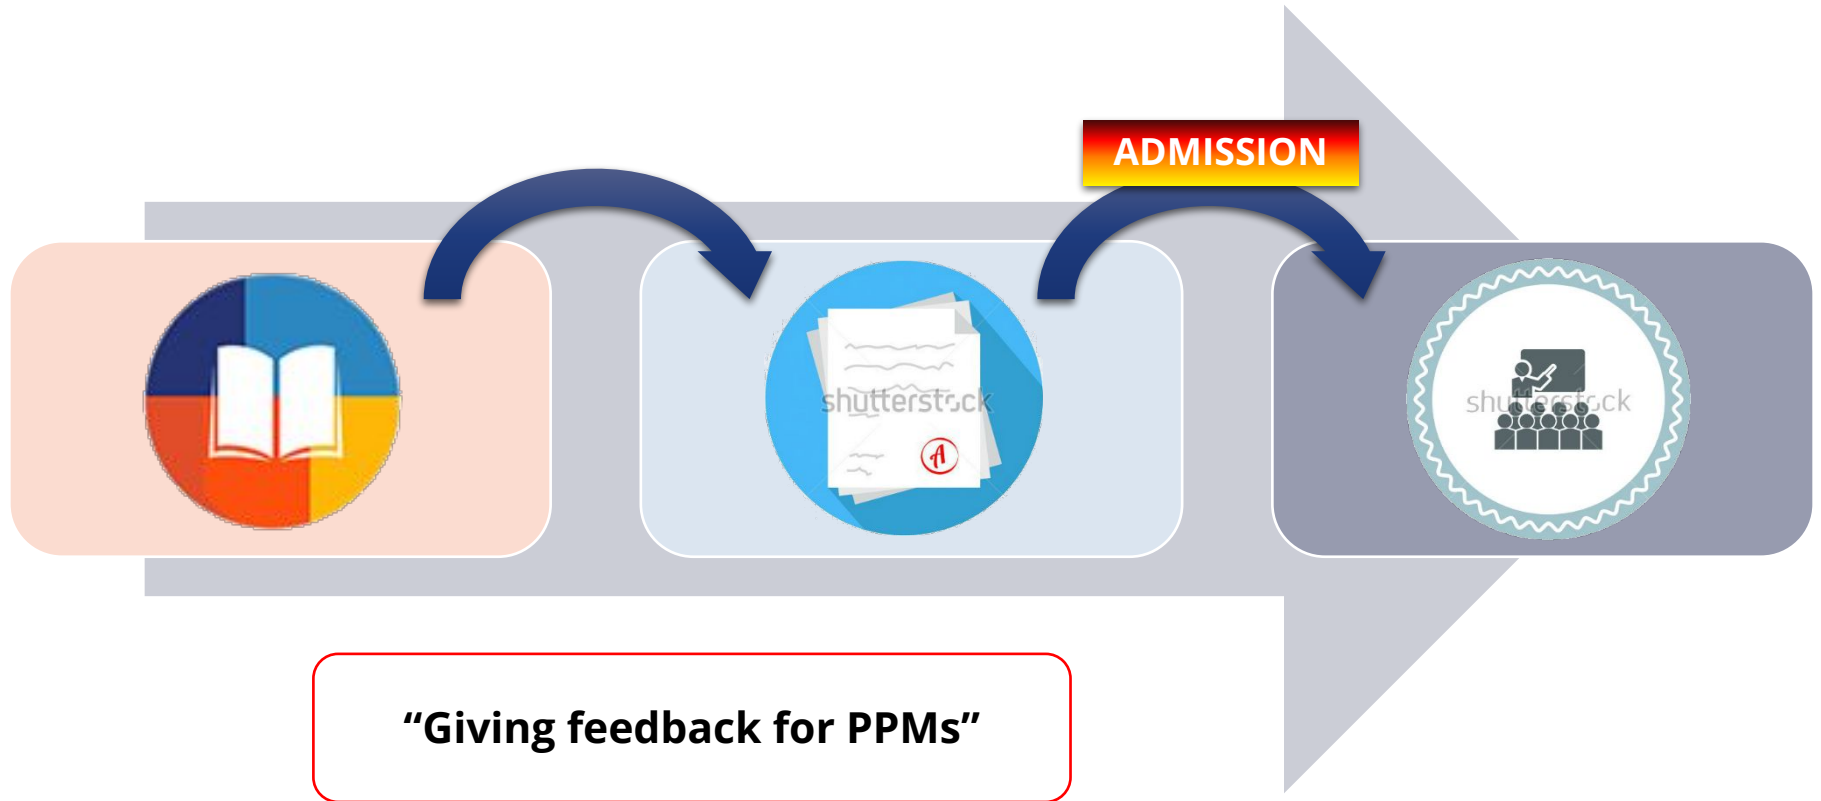 ADMISSION
shutterstock
A
shutterstock
“Giving feedback for PPMs”